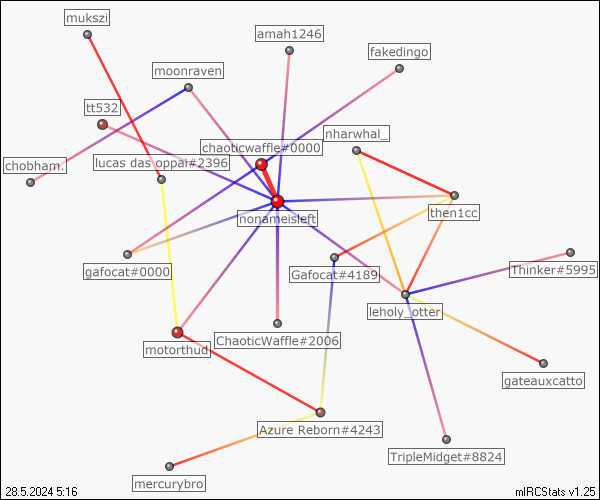 mukszi
amah1246
fakedingo
moonraven
tt532
nharwhal_
chaoticwaffle#0000
lucas das oppai#2396
chobham.
then1cc
nonameisleft
gafocat#0000
Gafocat#4189
Thinker#5995
leholy_otter
ChaoticWaffle#2006
motorthud
gateauxcatto
Azure Reborn#4243
TripleMidget#8824
mercurybro
28.5.2024 5:16
mIRCStats v1.25